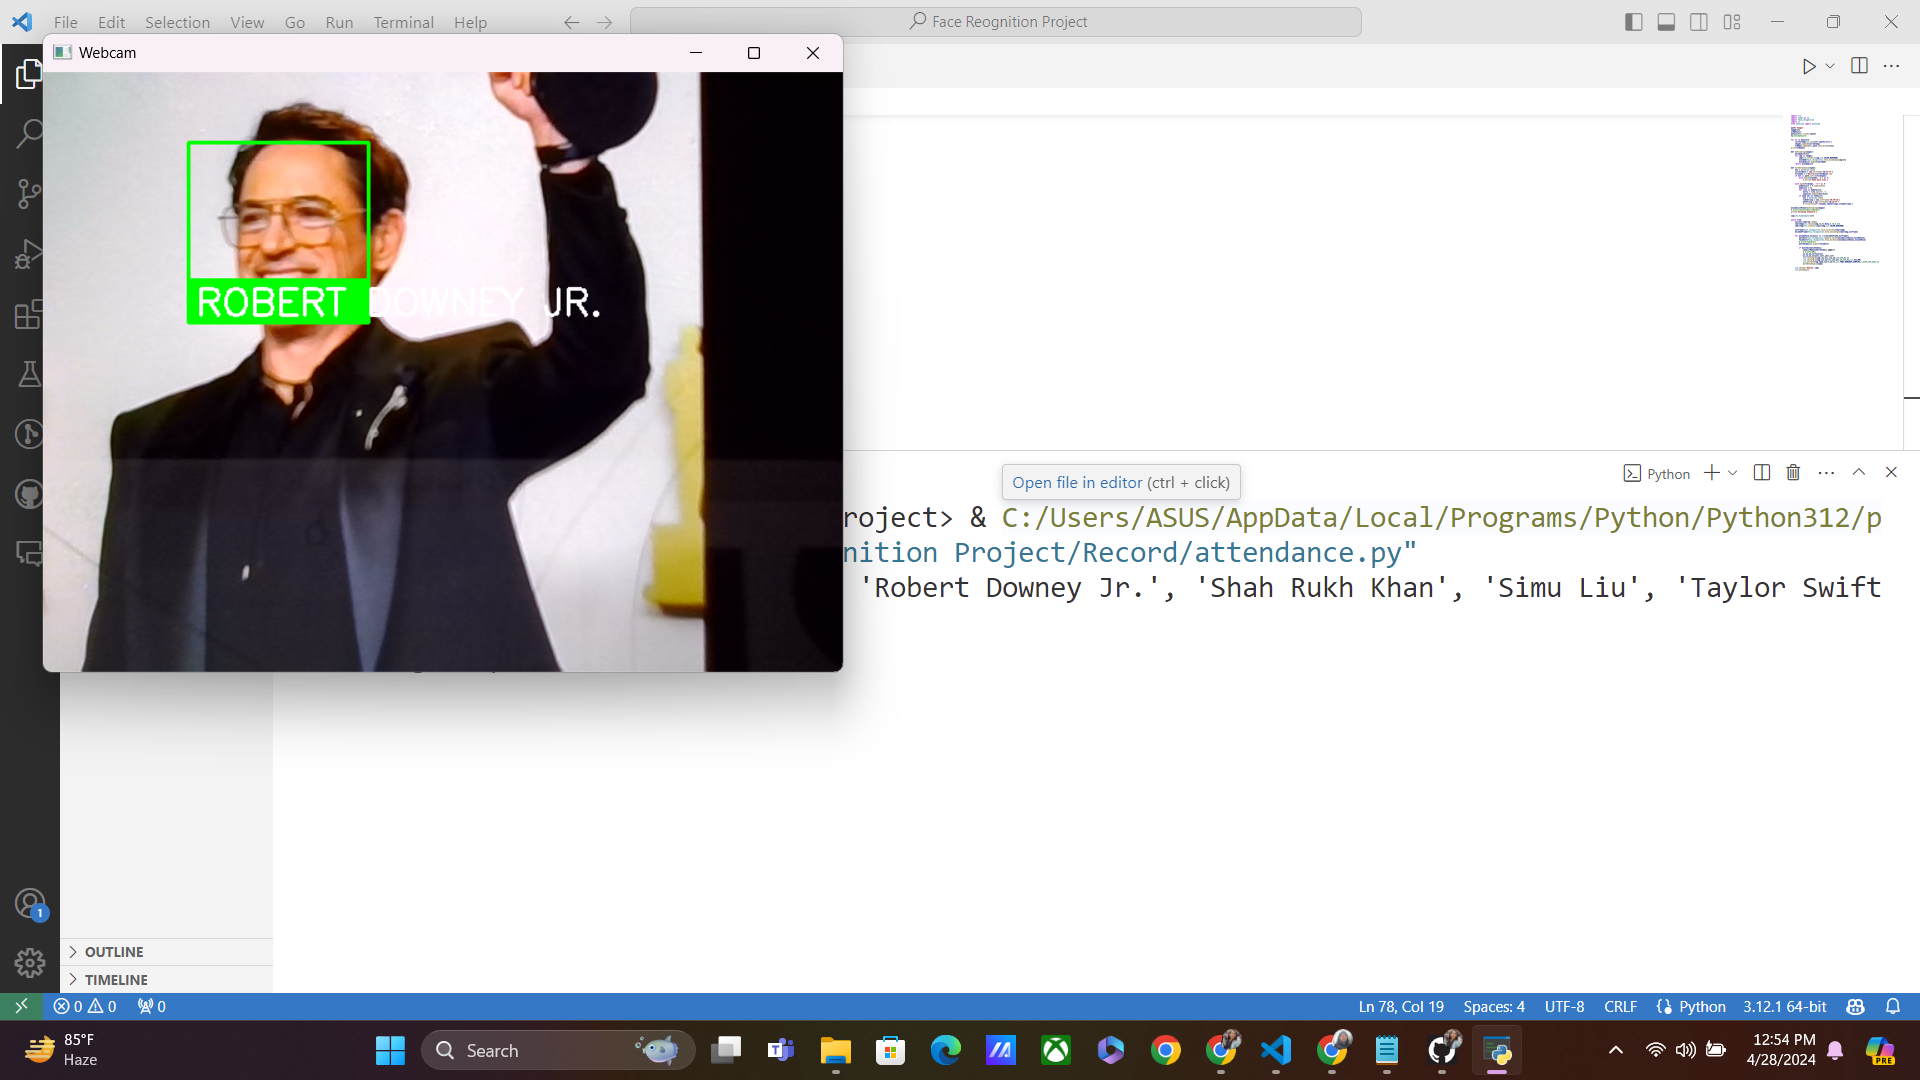 File Edit Selection View Go Run Terminal Help
Face Reognition Project
Webcam
ROBERT DOWNEY JR.
Open file in editor (ctrl + click)
Python
roject> & C:/Users/ASUS/AppData/Local/Programs/Python/Python312/p
nition Project/Record/attendance.py"
'Robert Downey Jr.', 'Shah Rukh Khan', 'Simu Liu', 'Taylor Swift
1
OUTLINE
TIMELINE
0 0 0
Ln 78, Col 19 Spaces: 4 UTF-8 CRLF Python 3.12.1 64-bit
85°F
Haze
Search
12:54 PM
4/28/2024
PRE